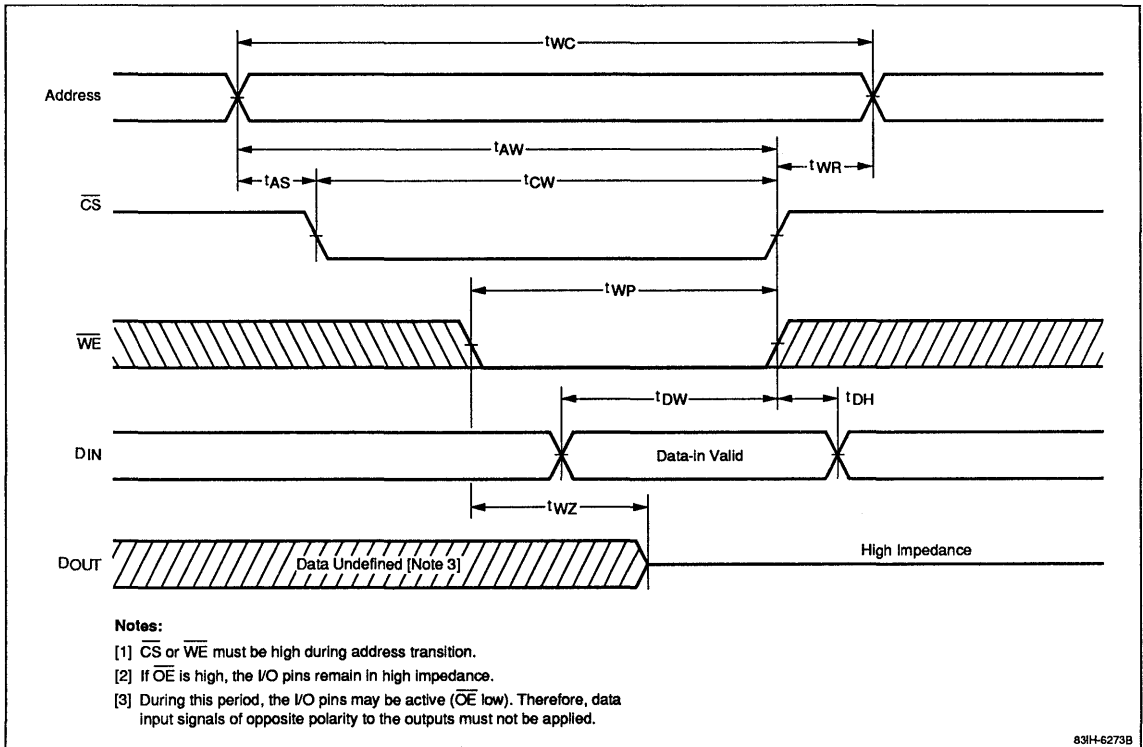 tWC
Address
tAW
tWR
tAS
tCW
CS
tWP
WE
tDW
tDH
DIN
Data-in Valid
tWZ
DOUT
Data Undefined [Note 3]
High Impedance
Notes:
[1] CS or WE must be high during address transition.
[2] If OE is high, the I/O pins remain in high impedance.
[3] During this period, the I/O pins may be active (OE low). Therefore, data
input signals of opposite polarity to the outputs must not be applied.
83IH-6273B